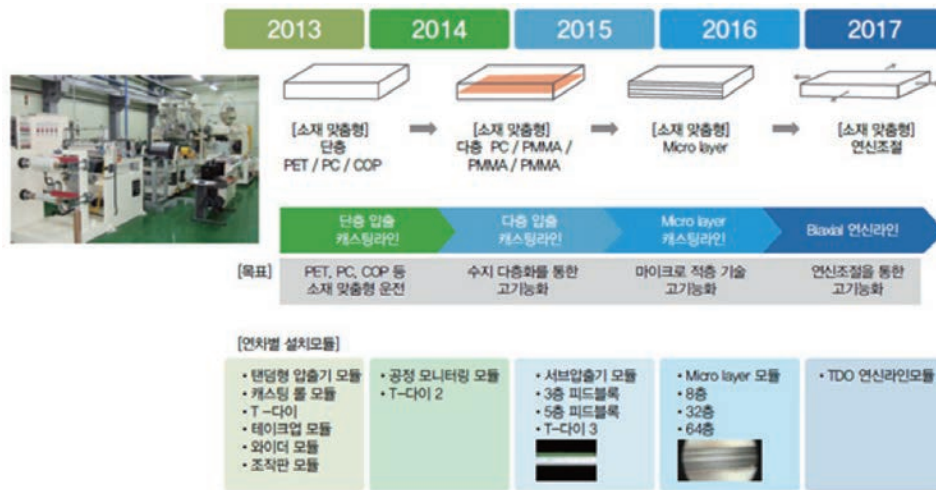 2013
2014
2015
2016
2017
[소재 맞춤형]
단층
PET / PC / COP
[소재 맞춤형]
다층 PC / PMMA /
PMMA / PMMA
[소재 맞춤형]
Micro layer
[소재 맞춤형]
연신조절
단층 압출
캐스팅라인
다층 압출
캐스팅라인
Micro layer
캐스팅라인
Biaxial 연신라인
[목표]
PET, PC, COP 등
소재 맞춤형 운전
수지 다층화를 통한
고기능화
마이크로 적층 기술
고기능화
연신조절을 통한
고기능화
[연차별 설치모듈]
• 탠덤형 압출기 모듈
• 캐스팅 롤 모듈
• T -다이
• 테이크업 모듈
• 와이더 모듈
• 조작판 모듈
• 공정 모니터링 모듈
• T-다이 2
• 서브압출기 모듈
• 3층 피드블록
• 5층 피드블록
• T-다이 3
• Micro layer 모듈
• 8층
• 32층
• 64층
• TDO 연신라인모듈